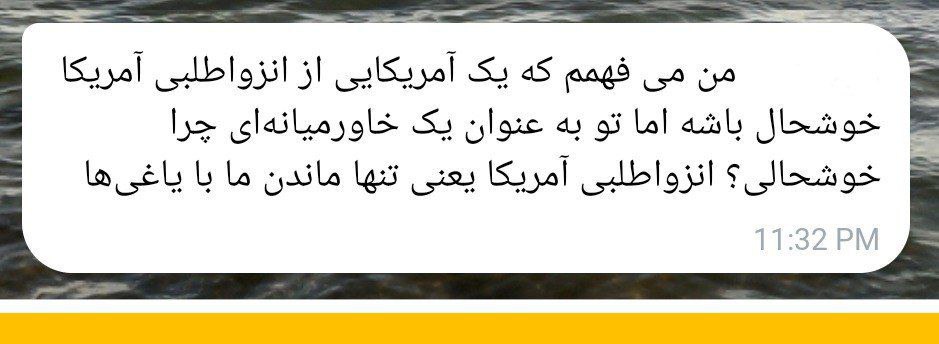 من می فهمم که یک آمریکایی از انزواطلبی آمریکا
خوشحال باشه اما تو به عنوان یک خاورمیانه‌ای چرا
خوشحالی؟ انزواطلبی آمریکا یعنی تنها ماندن ما با یاغی‌ها
11:32 PM